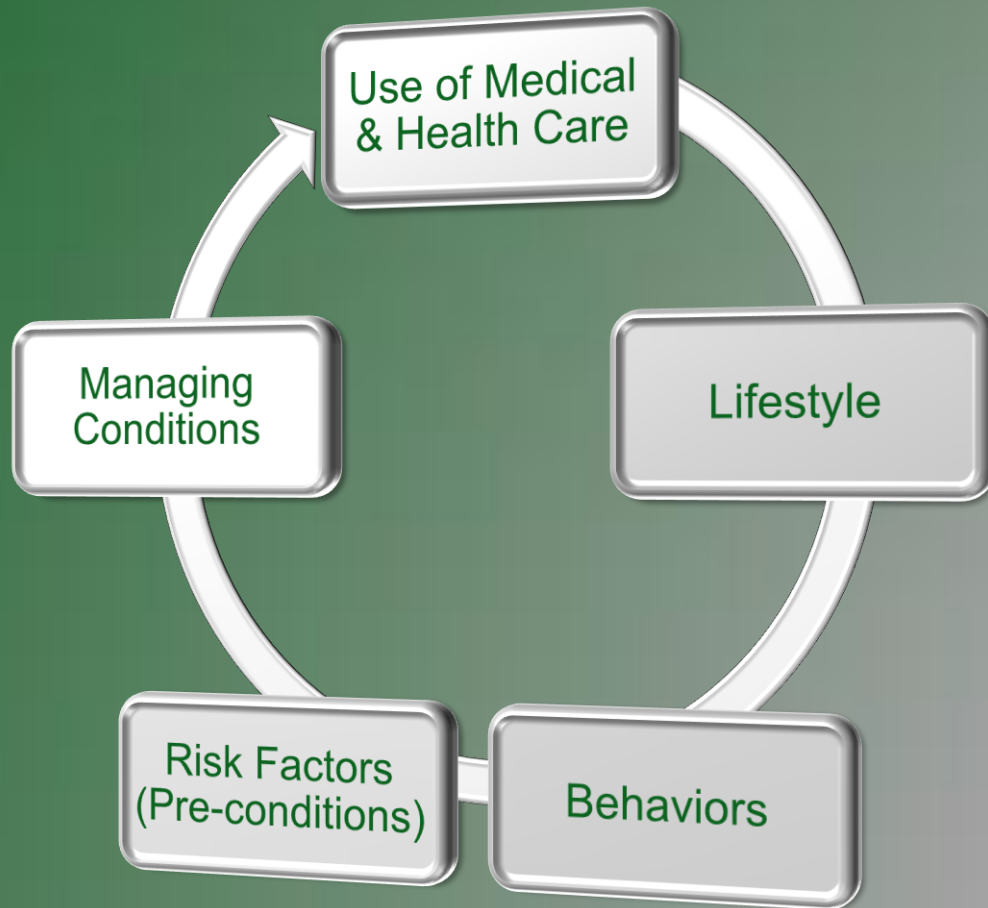 Use of Medical
& Health Care
Lifestyle
Behaviors
Risk Factors
(Pre-conditions)
Managing
Conditions